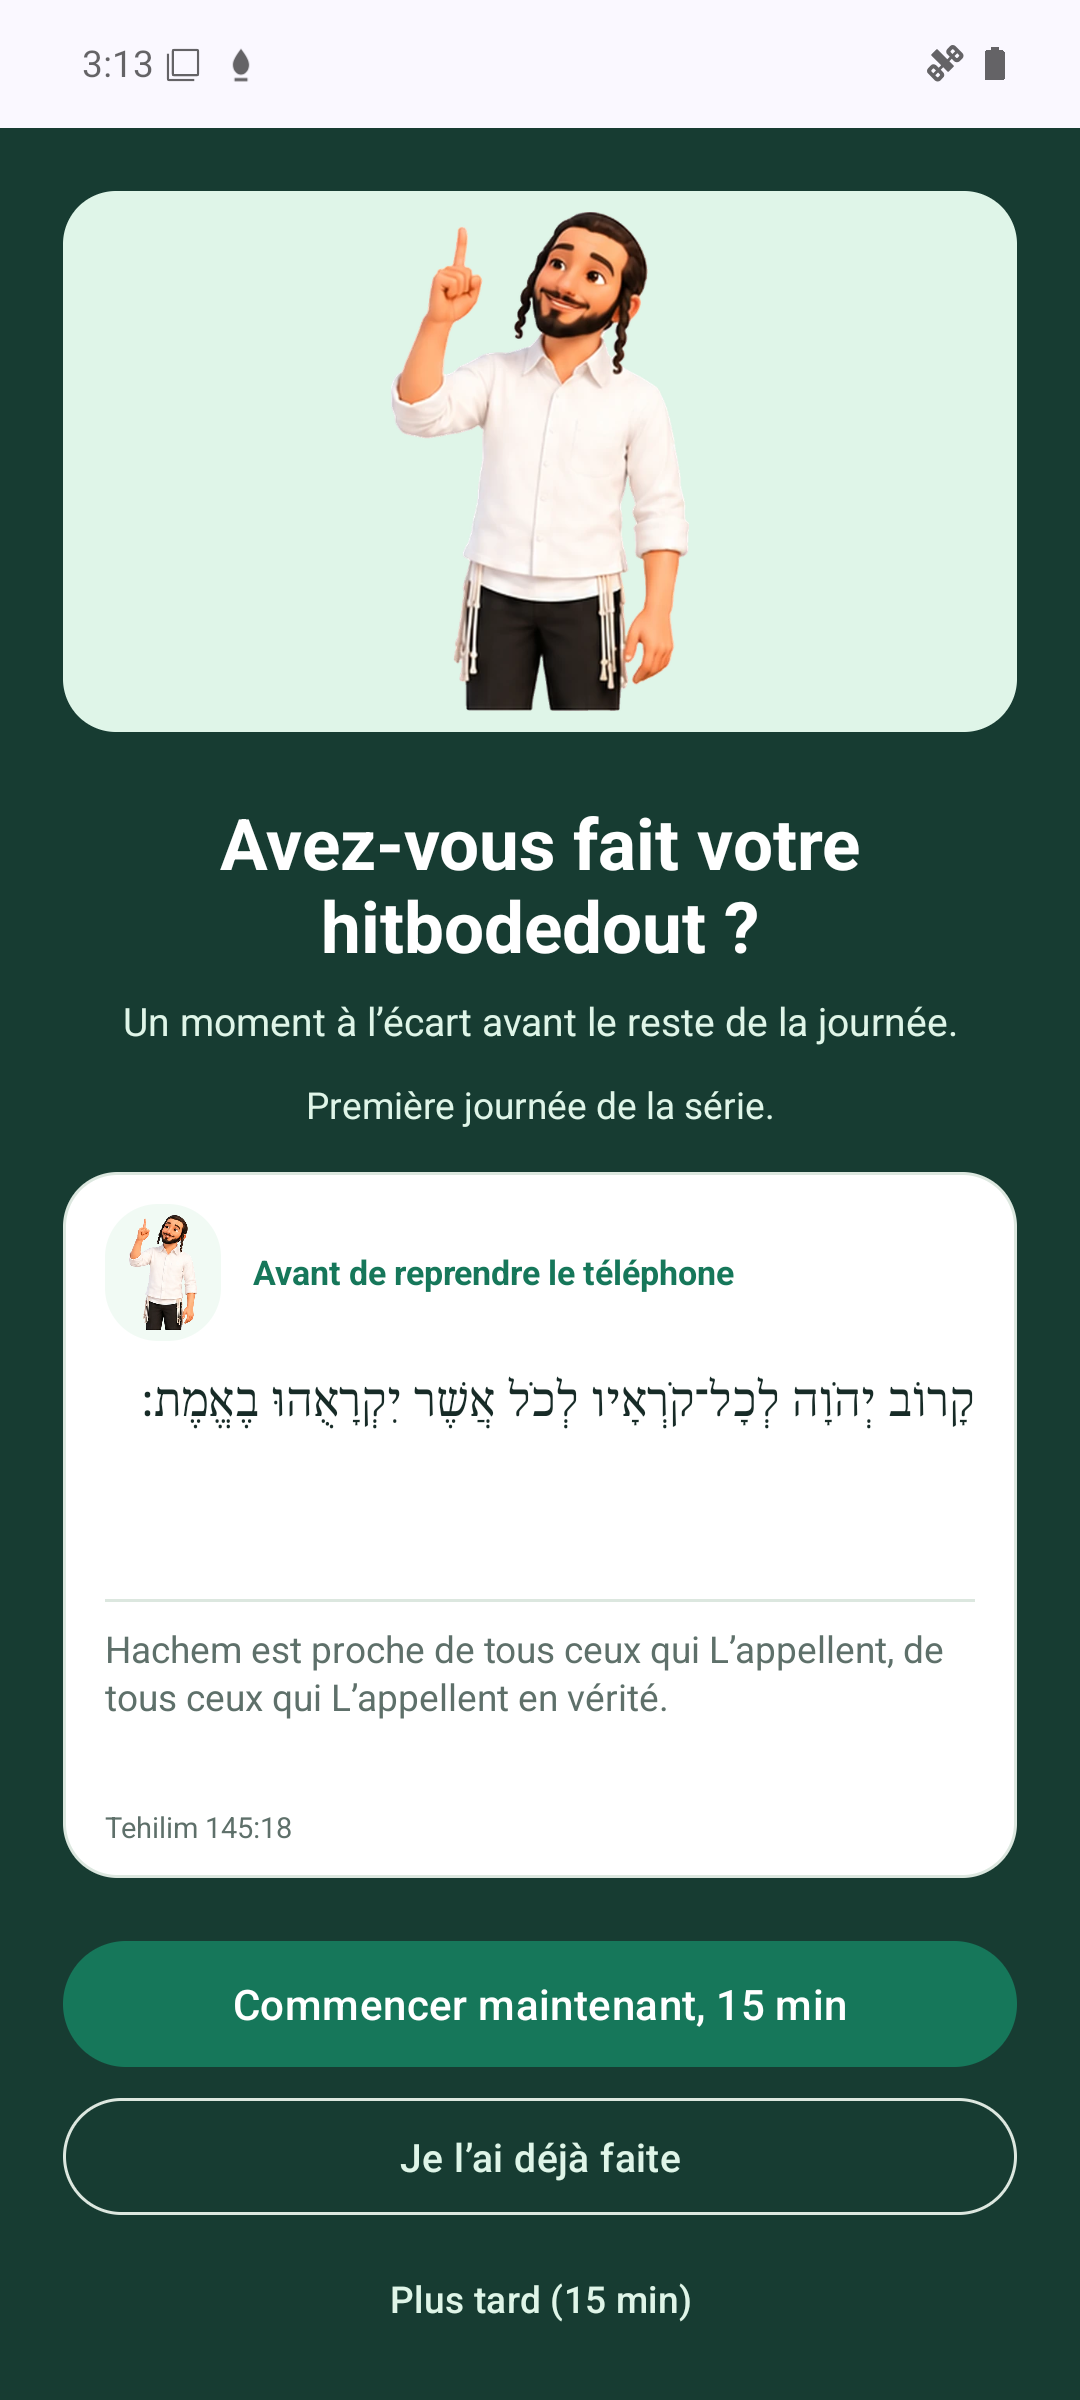 3:13
Avez-vous fait votre
hitbodedout ?
Un moment à l’écart avant le reste de la journée.
Première journée de la série.
Avant de reprendre le téléphone
קָרוֹב יְהֹוָה לְכׇל־קֹרְאָיו לְכֹל אֲשֶׁר יִקְרָאֻהוּ בֶאֱמֶת׃
Hachem est proche de tous ceux qui L’appellent, de
tous ceux qui L’appellent en vérité.
Tehilim 145:18
Commencer maintenant, 15 min
Je l’ai déjà faite
Plus tard (15 min)